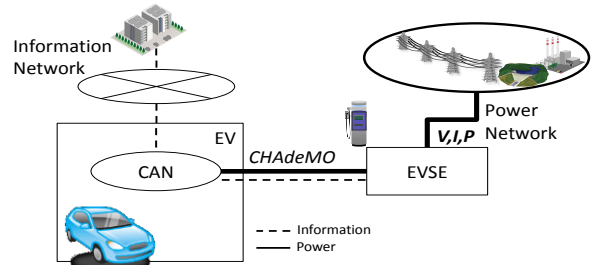 Information
Network
Power
Network
EV
V,I,P
CAN
CHAdeMO
EVSE
Information
Power